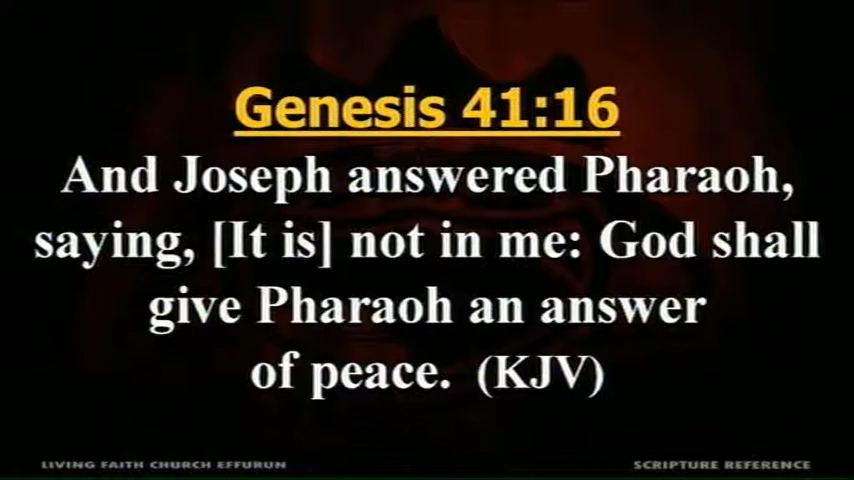 Genesis 41:16
And Joseph answered Pharaoh,
saying, [It is] not in me: God shall
give Pharaoh an answer
of peace.  (KJV)
LIVING FAITH CHURCH EFFURUN
SCRIPTURE REFERENCE